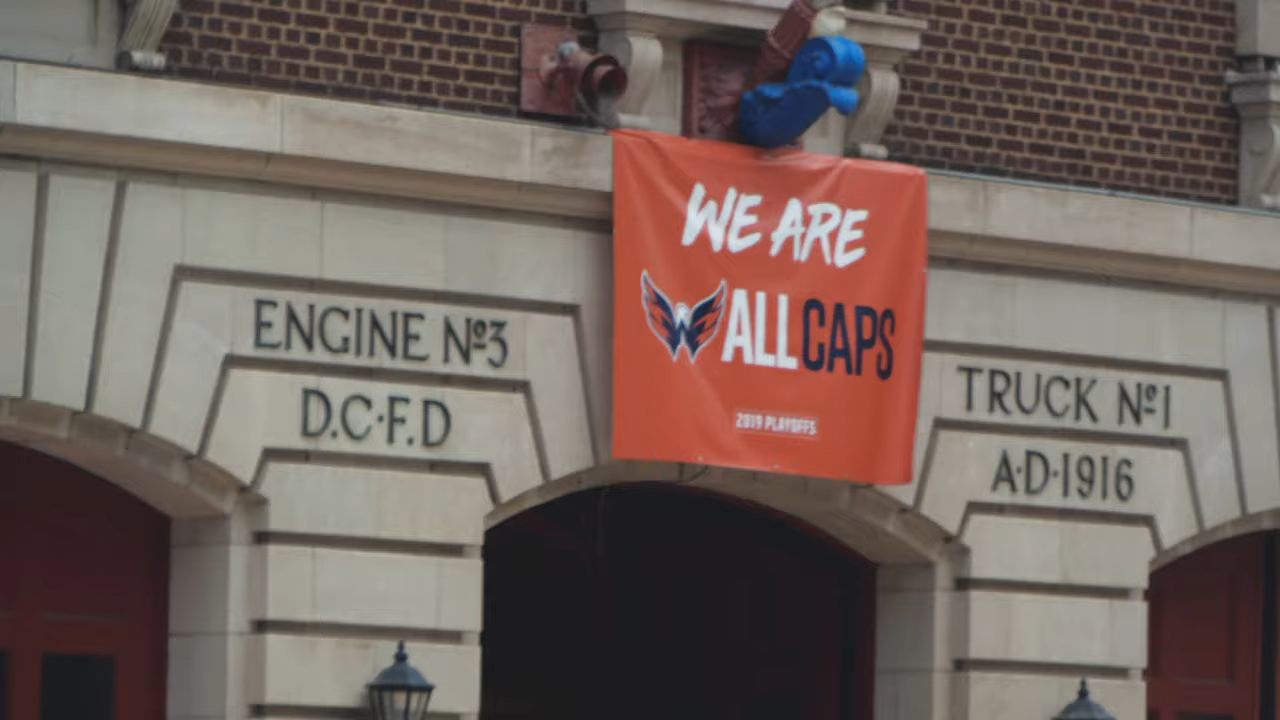 WE ARE
ALL CAPS
2019 PLAYOFFS
ENGINE Nº3
D.C.F.D
TRUCK Nº1
A·D·1916